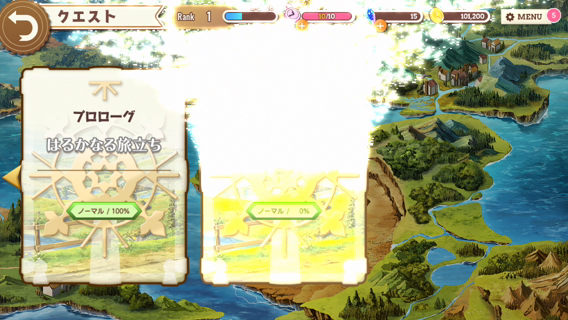 クエスト
Rank 1
10/10
15
101,200
MENU
5
プロローグ
はるかなる旅立ち
ノーマル / 100%
ノーマル / 0%